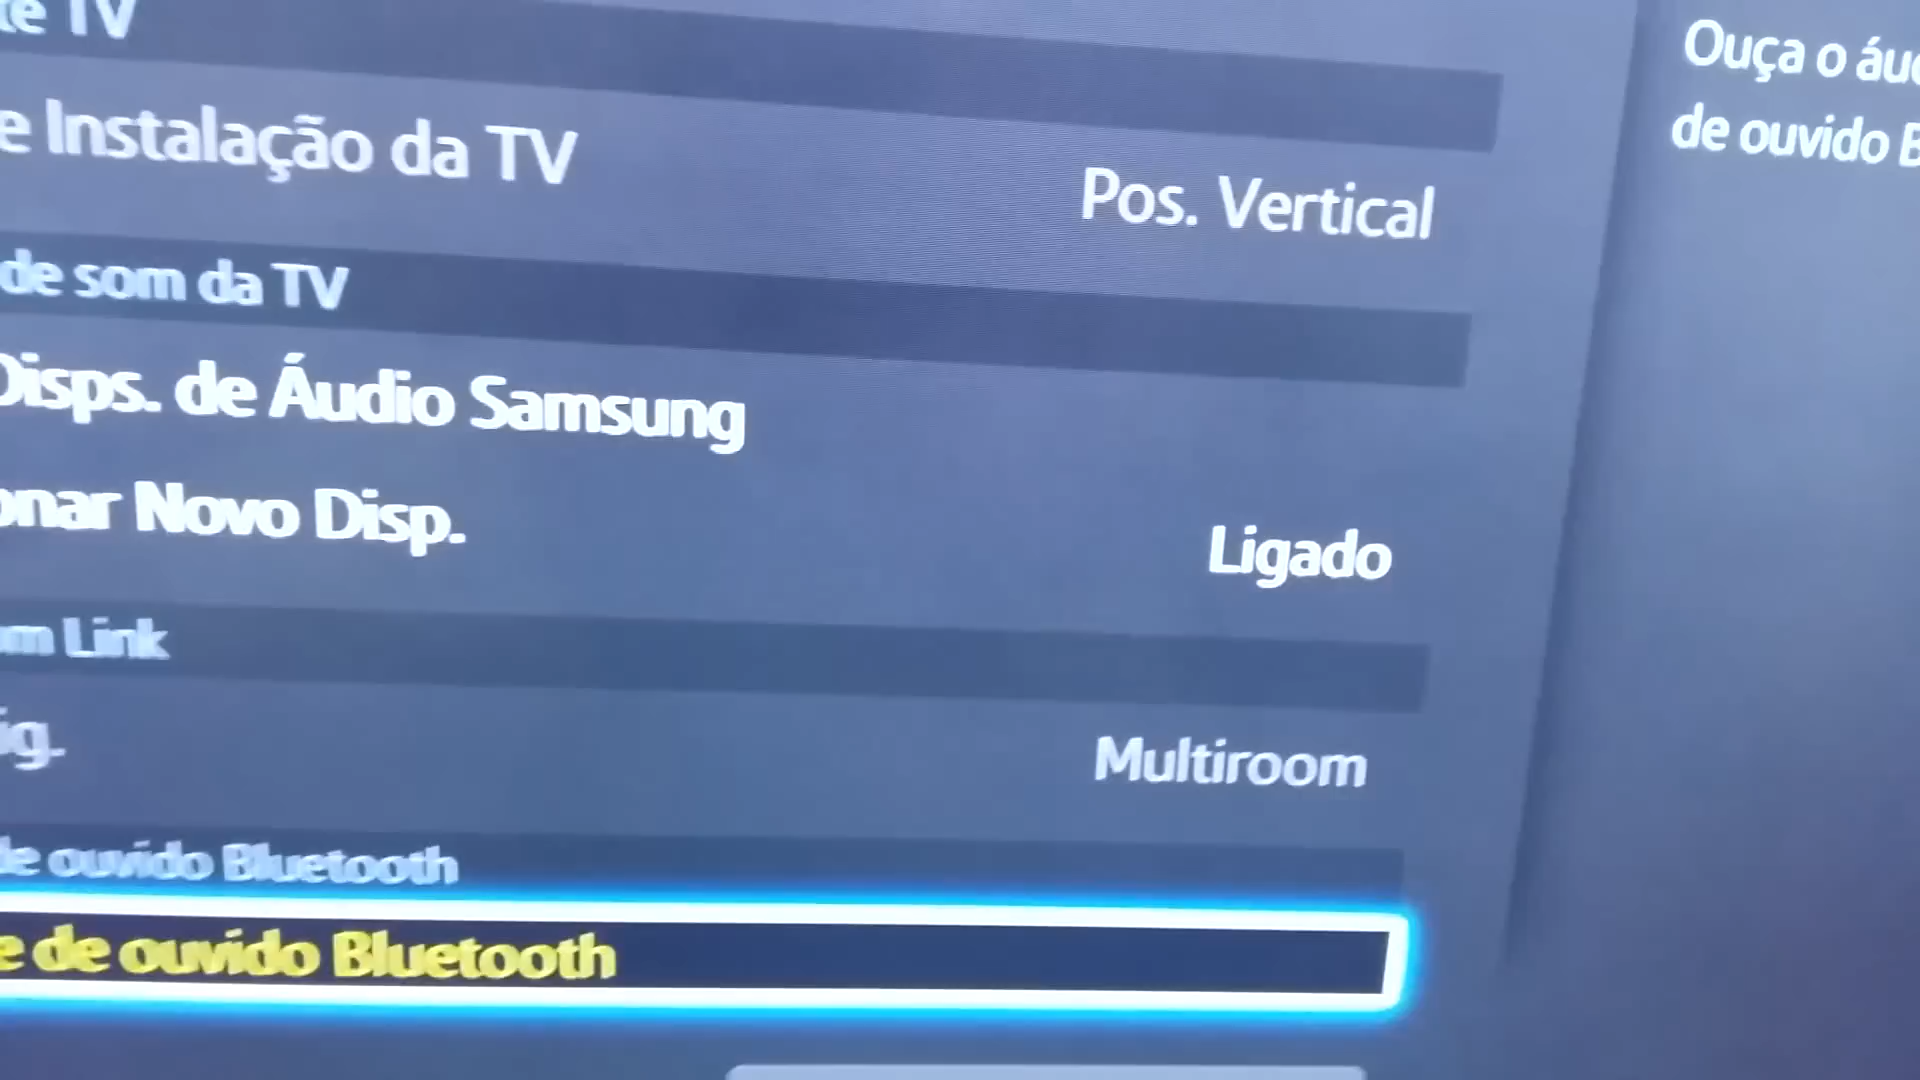 te TV
e Instalação da TV
Pos. Vertical
de som da TV
Disps. de Áudio Samsung
onar Novo Disp.
Ligado
m Link
ig.
Multiroom
de ouvido Bluetooth
e de ouvido Bluetooth
Ouça o áud
de ouvido B